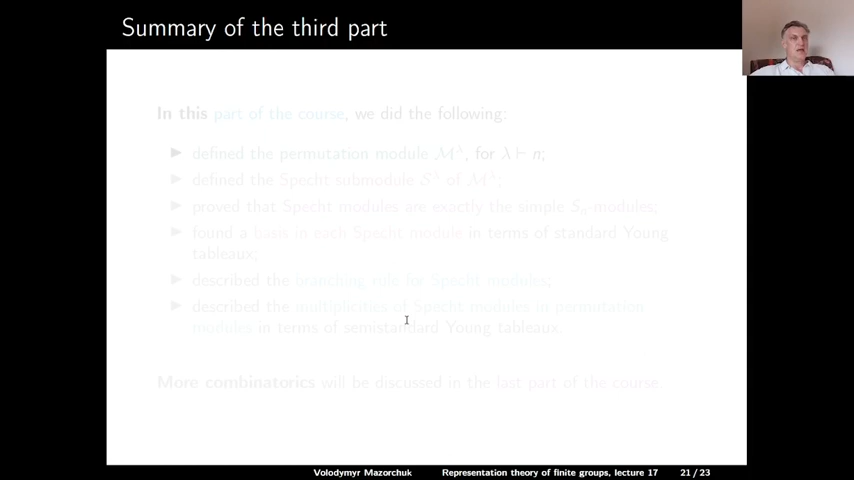 Summary of the third part
In this part of the course, we did the following:
▶ defined the permutation module 𝓜^λ, for λ ⊢ n;
▶ defined the Specht submodule 𝓢^λ of 𝓜^λ;
▶ proved that Specht modules are exactly the simple Sₙ-modules;
▶ found a basis in each Specht module in terms of standard Young
tableaux;
▶ described the branching rule for Specht modules;
▶ described the multiplicities of Specht modules in permutation
modules in terms of semistandard Young tableaux.
More combinatorics will be discussed in the last part of the course.
Volodymyr Mazorchuk Representation theory of finite groups, lecture 17 21 / 23